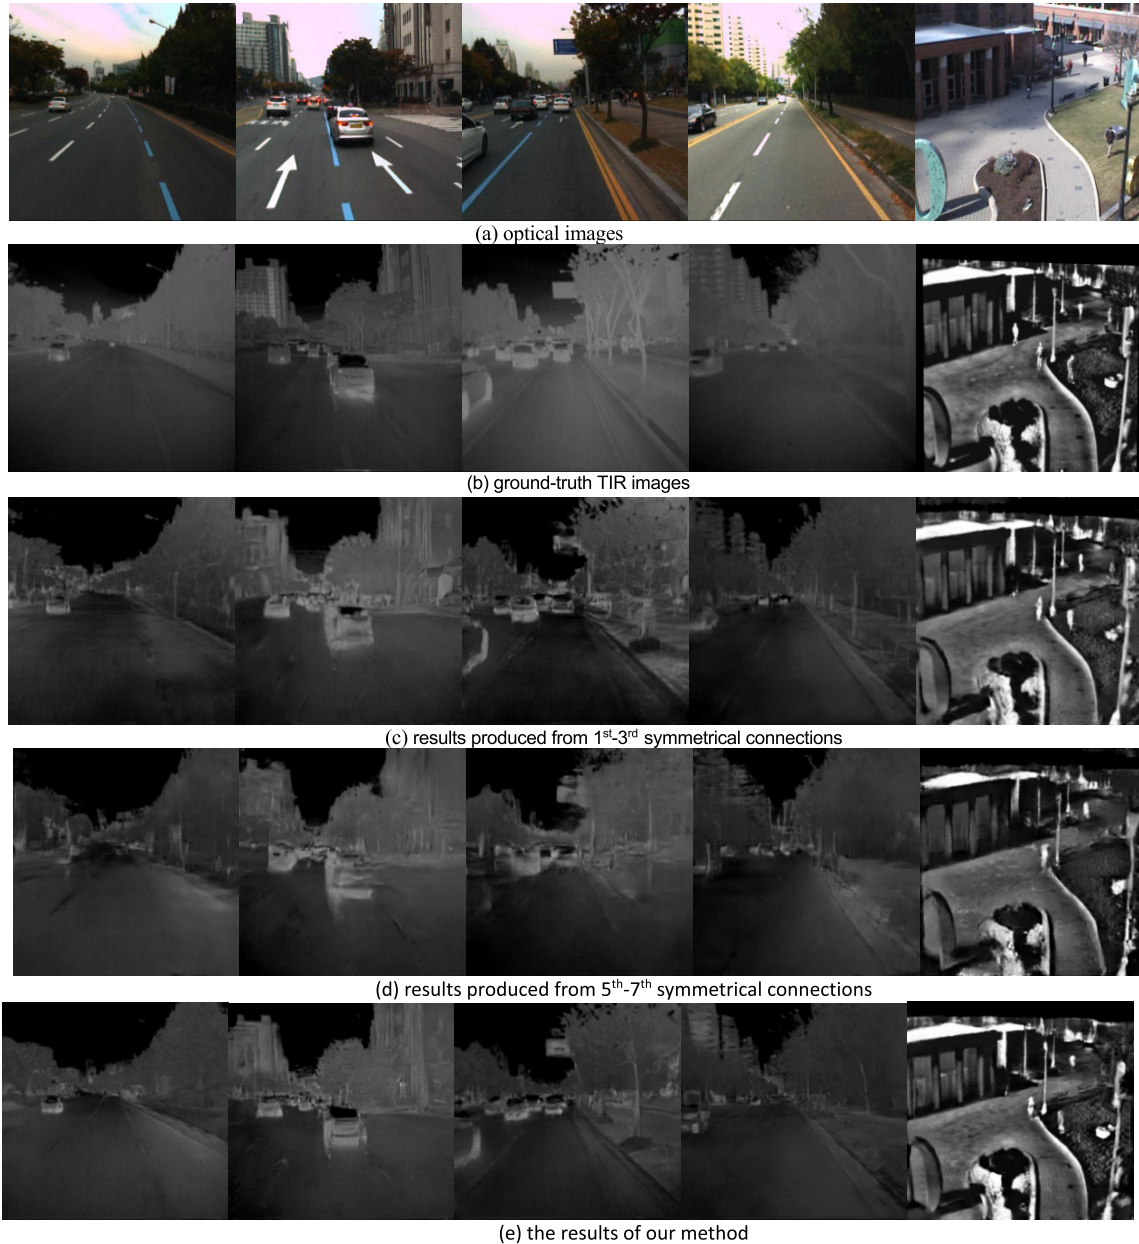 (a) optical images
(b) ground-truth TIR images
(c) results produced from 1st-3rd symmetrical connections
(d) results produced from 5th-7th symmetrical connections
(e) the results of our method